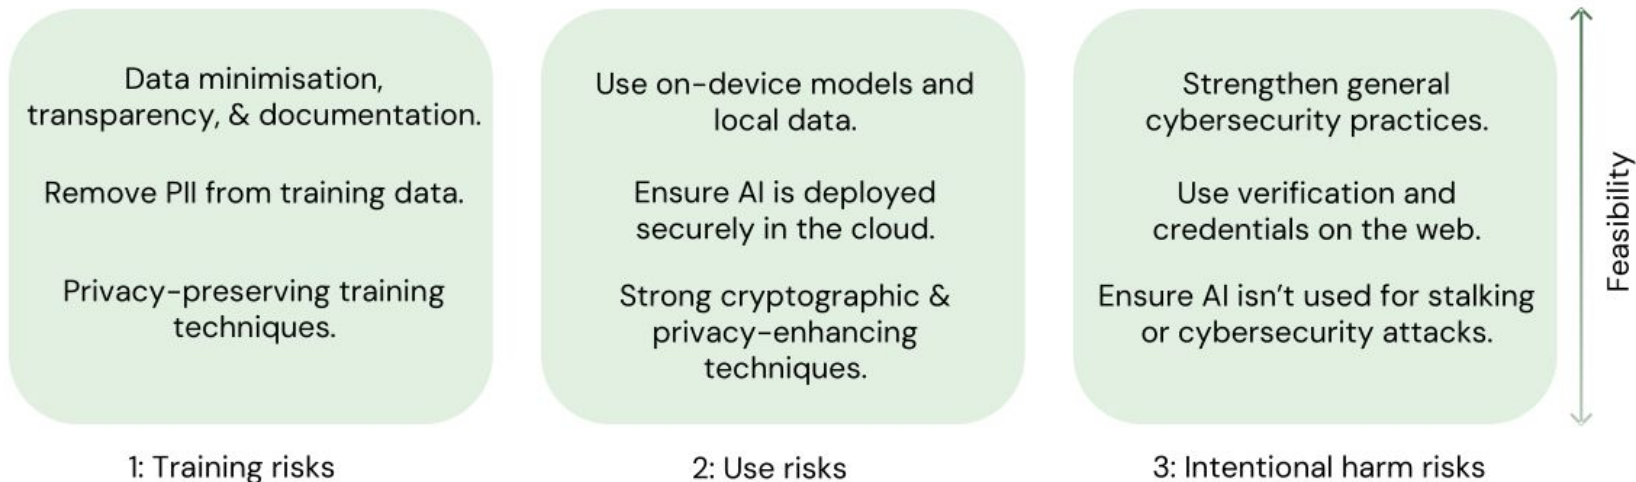 Data minimisation,
transparency, & documentation.
Remove PII from training data.
Privacy-preserving training
techniques.
1: Training risks
Use on-device models and
local data.
Ensure AI is deployed
securely in the cloud.
Strong cryptographic &
privacy-enhancing
techniques.
2: Use risks
Strengthen general
cybersecurity practices.
Use verification and
credentials on the web.
Ensure AI isn’t used for stalking
or cybersecurity attacks.
3: Intentional harm risks
Feasibility